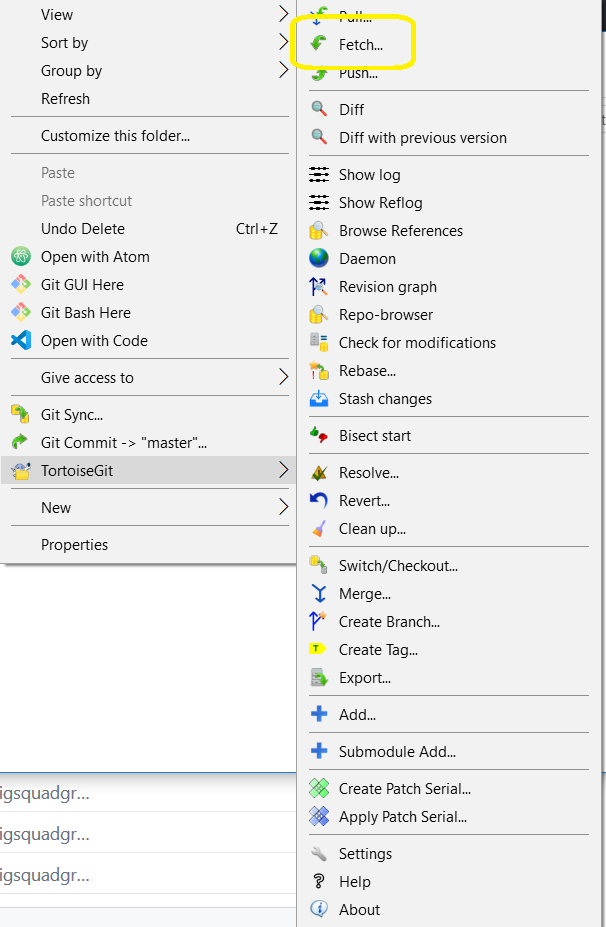 View
Sort by
Group by
Refresh
Customize this folder...
Paste
Paste shortcut
Undo Delete Ctrl+Z
Open with Atom
Git GUI Here
Git Bash Here
Open with Code
Give access to
Git Sync...
Git Commit -> "master"...
TortoiseGit
New
Properties
igsquadgr...
igsquadgr...
igsquadgr...
Pull...
Fetch...
Push...
Diff
Diff with previous version
Show log
Show Reflog
Browse References
Daemon
Revision graph
Repo-browser
Check for modifications
Rebase...
Stash changes
Bisect start
Resolve...
Revert...
Clean up...
Switch/Checkout...
Merge...
Create Branch...
Create Tag...
Export...
Add...
Submodule Add...
Create Patch Serial...
Apply Patch Serial...
Settings
Help
About